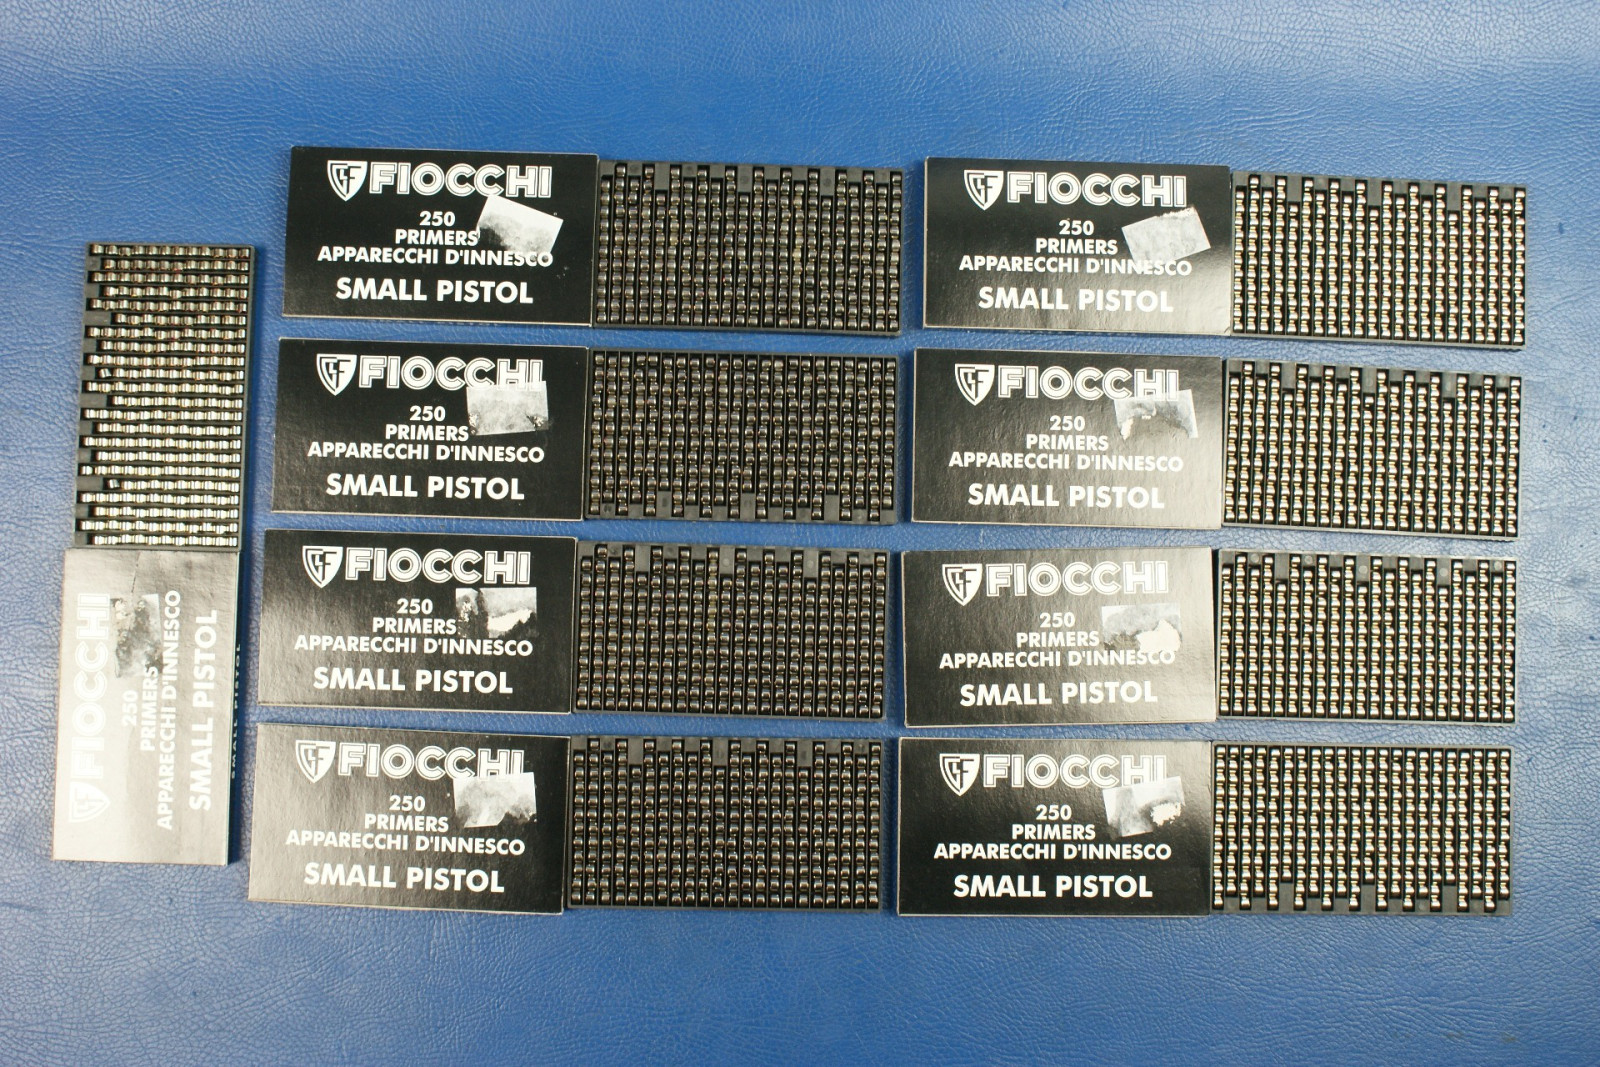 FIOCCHI
250
PRIMERS
APPARECCHI D'INNESCO
SMALL PISTOL
SMALL PISTOL
FIOCCHI
250
PRIMERS
APPARECCHI D'INNESCO
SMALL PISTOL
FIOCCHI
250
PRIMERS
APPARECCHI D'INNESCO
SMALL PISTOL
FIOCCHI
250
PRIMERS
APPARECCHI D'INNESCO
SMALL PISTOL
FIOCCHI
250
PRIMERS
APPARECCHI D'INNESCO
SMALL PISTOL
FIOCCHI
250
PRIMERS
APPARECCHI D'INNESCO
SMALL PISTOL
FIOCCHI
250
PRIMERS
APPARECCHI D'INNESCO
SMALL PISTOL
FIOCCHI
250
PRIMERS
APPARECCHI D'INNESCO
SMALL PISTOL
FIOCCHI
250
PRIMERS
APPARECCHI D'INNESCO
SMALL PISTOL